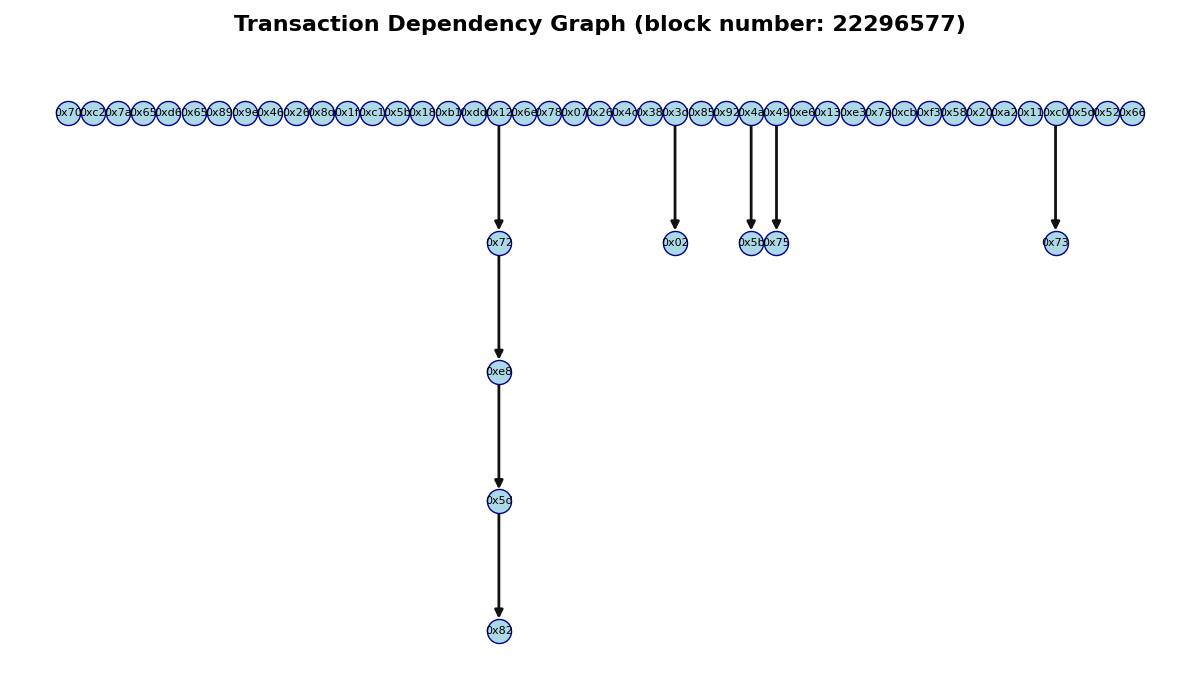 Transaction Dependency Graph (block number: 22296577)
0x70 0xc2 0x7a 0x65 0xd6 0x65 0x89 0x9e 0x46 0x26 0x8d 0x1f 0xc1 0x5b 0x18 0xb1 0xdd 0x12 0x6e 0x78 0x07 0x26 0x4c 0x38 0x3d 0x85 0x92 0x4a 0x49 0xe6 0x13 0xe3 0x7a 0xcb 0xf3 0x58 0x20 0xa2 0x11 0xc0 0x5d 0x52 0x66
0x72 0x02 0x5b 0x75 0x73
0xe8
0x5d
0x82